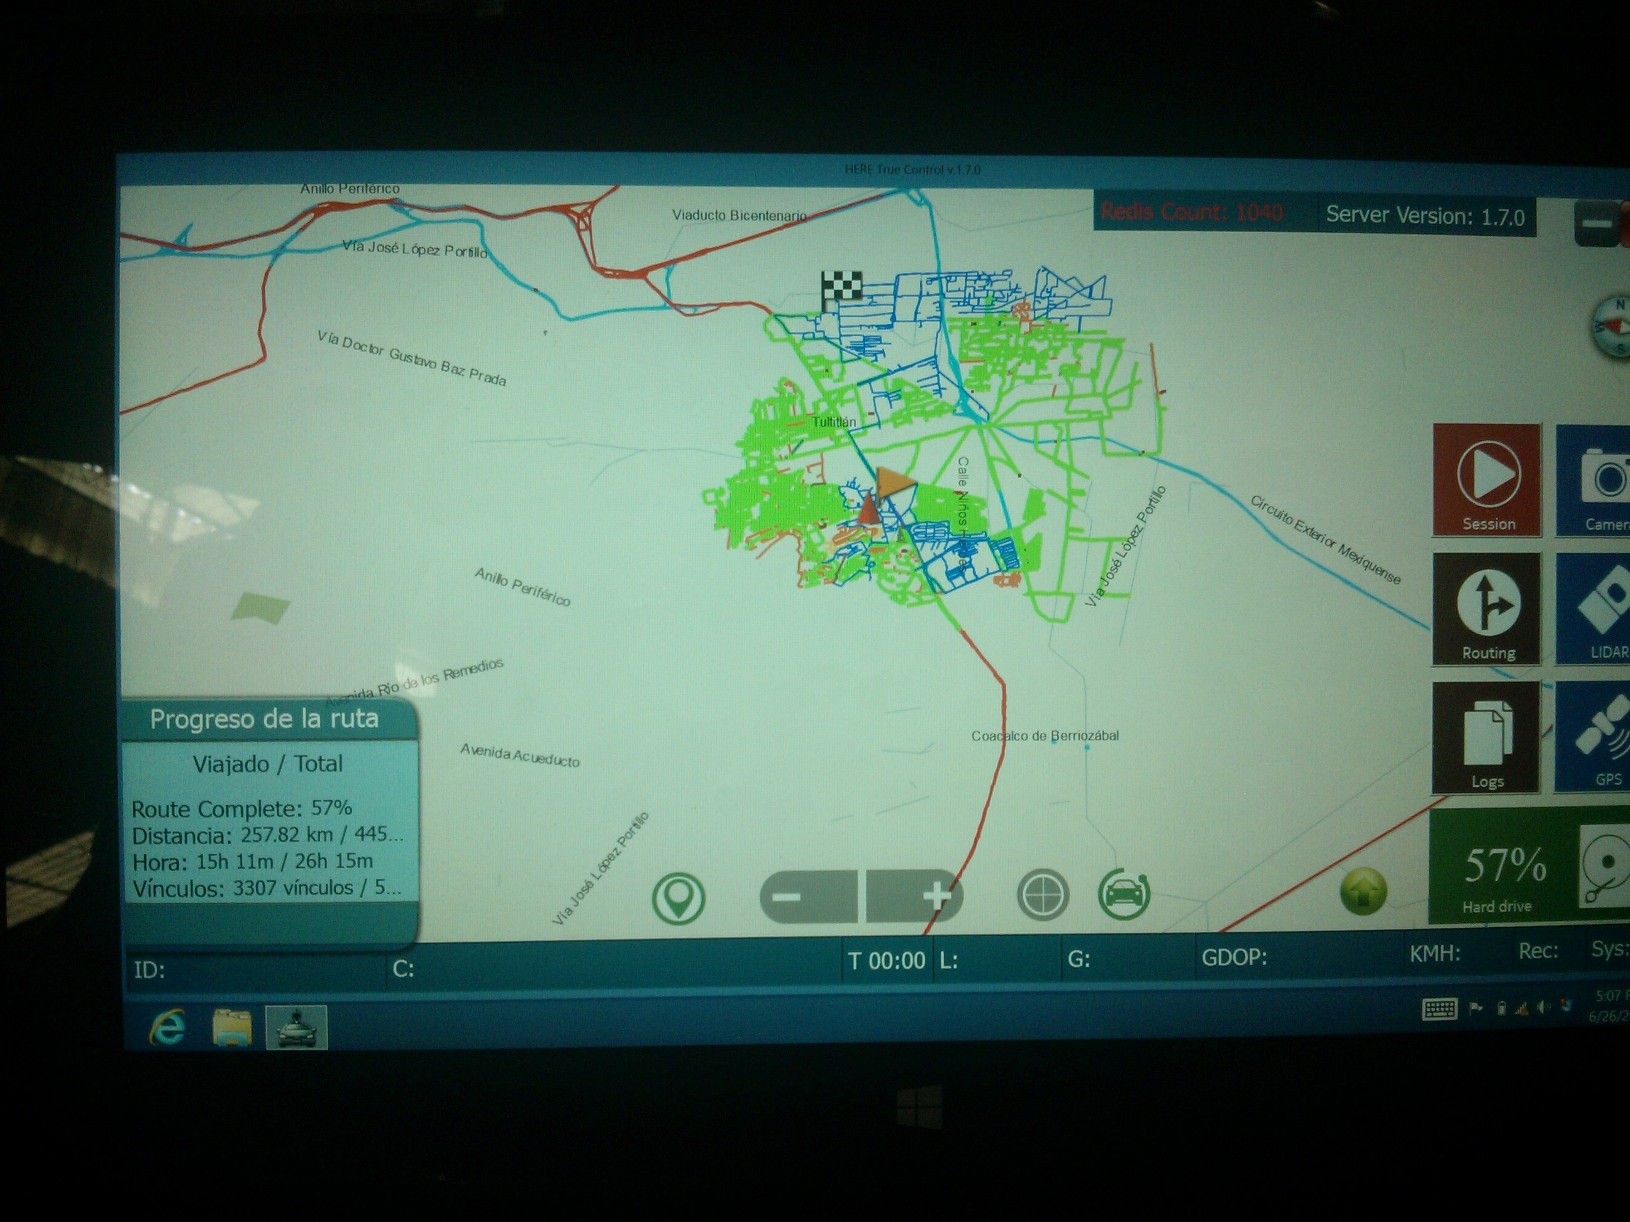 HERE True Control v.1.7.0
Anillo Periférico
Viaducto Bicentenario
Redis Count: 1040
Server Version: 1.7.0
Vía José López Portillo
N
W
S
Vía Doctor Gustavo Baz Prada
Tultitlán
Calle Niños
Vía José López Portillo
Circuito Exterior Mexiquense
Session
Camer
Anillo Periférico
Routing
LIDAR
Avenida Río de los Remedios
Progreso de la ruta
Viajado / Total
Avenida Acueducto
Coacalco de Berriozábal
Logs
GPS
Route Complete: 57%
Distancia: 257.82 km / 445...
Hora: 15h 11m / 26h 15m
Vínculos: 3307 vínculos / 5...
Vía José López Portillo
57%
Hard drive
ID:
C:
T 00:00
L:
G:
GDOP:
KMH:
Rec:
Sys:
5:07
6/26/2